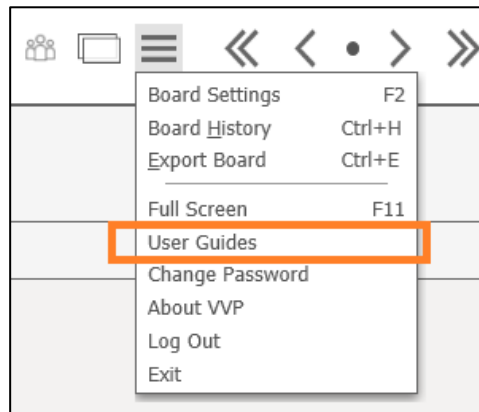 Board Settings F2
Board History Ctrl+H
Export Board Ctrl+E
Full Screen F11
User Guides
Change Password
About VVP
Log Out
Exit